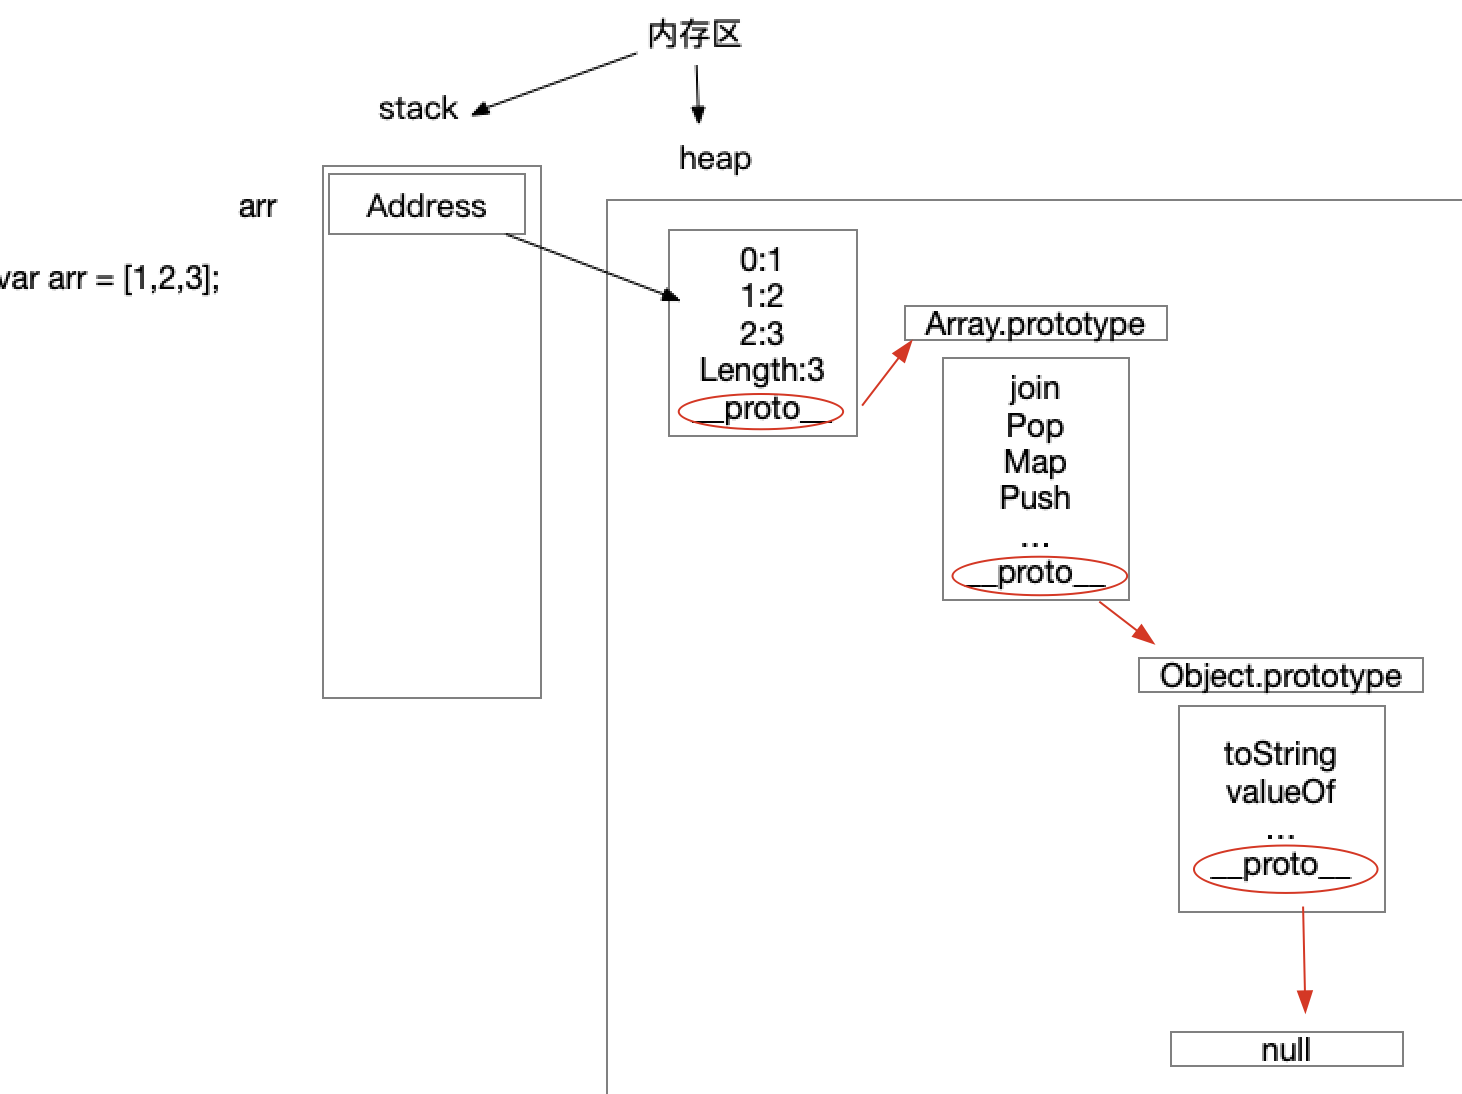 内存区
stack
heap
arr
Address
var arr = [1,2,3];
0:1
1:2
2:3
Length:3
__proto__
Array.prototype
join
Pop
Map
Push
...
__proto__
Object.prototype
toString
valueOf
...
__proto__
null